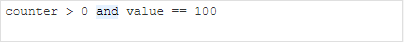 counter > 0 and value == 100